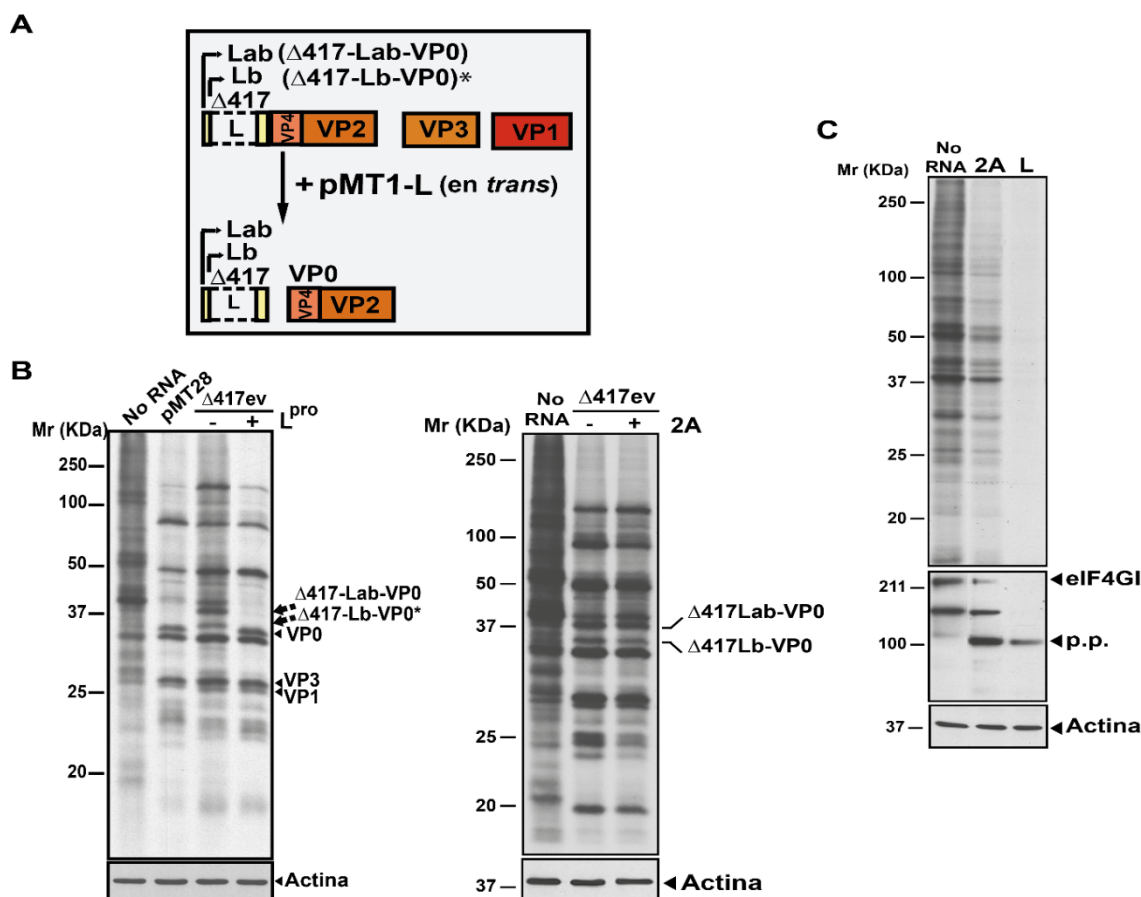 A
Lab (Δ417-Lab-VP0)
Lb (Δ417-Lb-VP0)*
Δ417
L VP4 VP2 VP3 VP1
+ pMT1-L (en trans)
Lab
Lb
Δ417 VP0
L VP4 VP2
B
No RNA pMT28 Δ417ev
Mr (KDa) - + Lpro
250
100
50
37
25
20
Δ417-Lab-VP0
Δ417-Lb-VP0*
VP0
VP3
VP1
Actina
No RNA Δ417ev
Mr (KDa) - + 2A
250
100
50
37
25
20
Δ417Lab-VP0
Δ417Lb-VP0
37 Actina
C
No
Mr (KDa) RNA 2A L
250
100
50
37
25
20
211 eIF4GI
100 p.p.
37 Actina